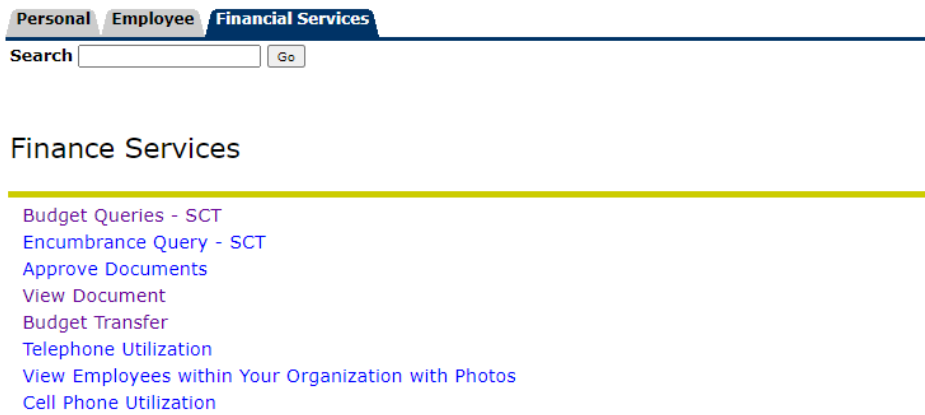 Personal Employee Financial Services
Search Go
Finance Services
Budget Queries - SCT
Encumbrance Query - SCT
Approve Documents
View Document
Budget Transfer
Telephone Utilization
View Employees within Your Organization with Photos
Cell Phone Utilization